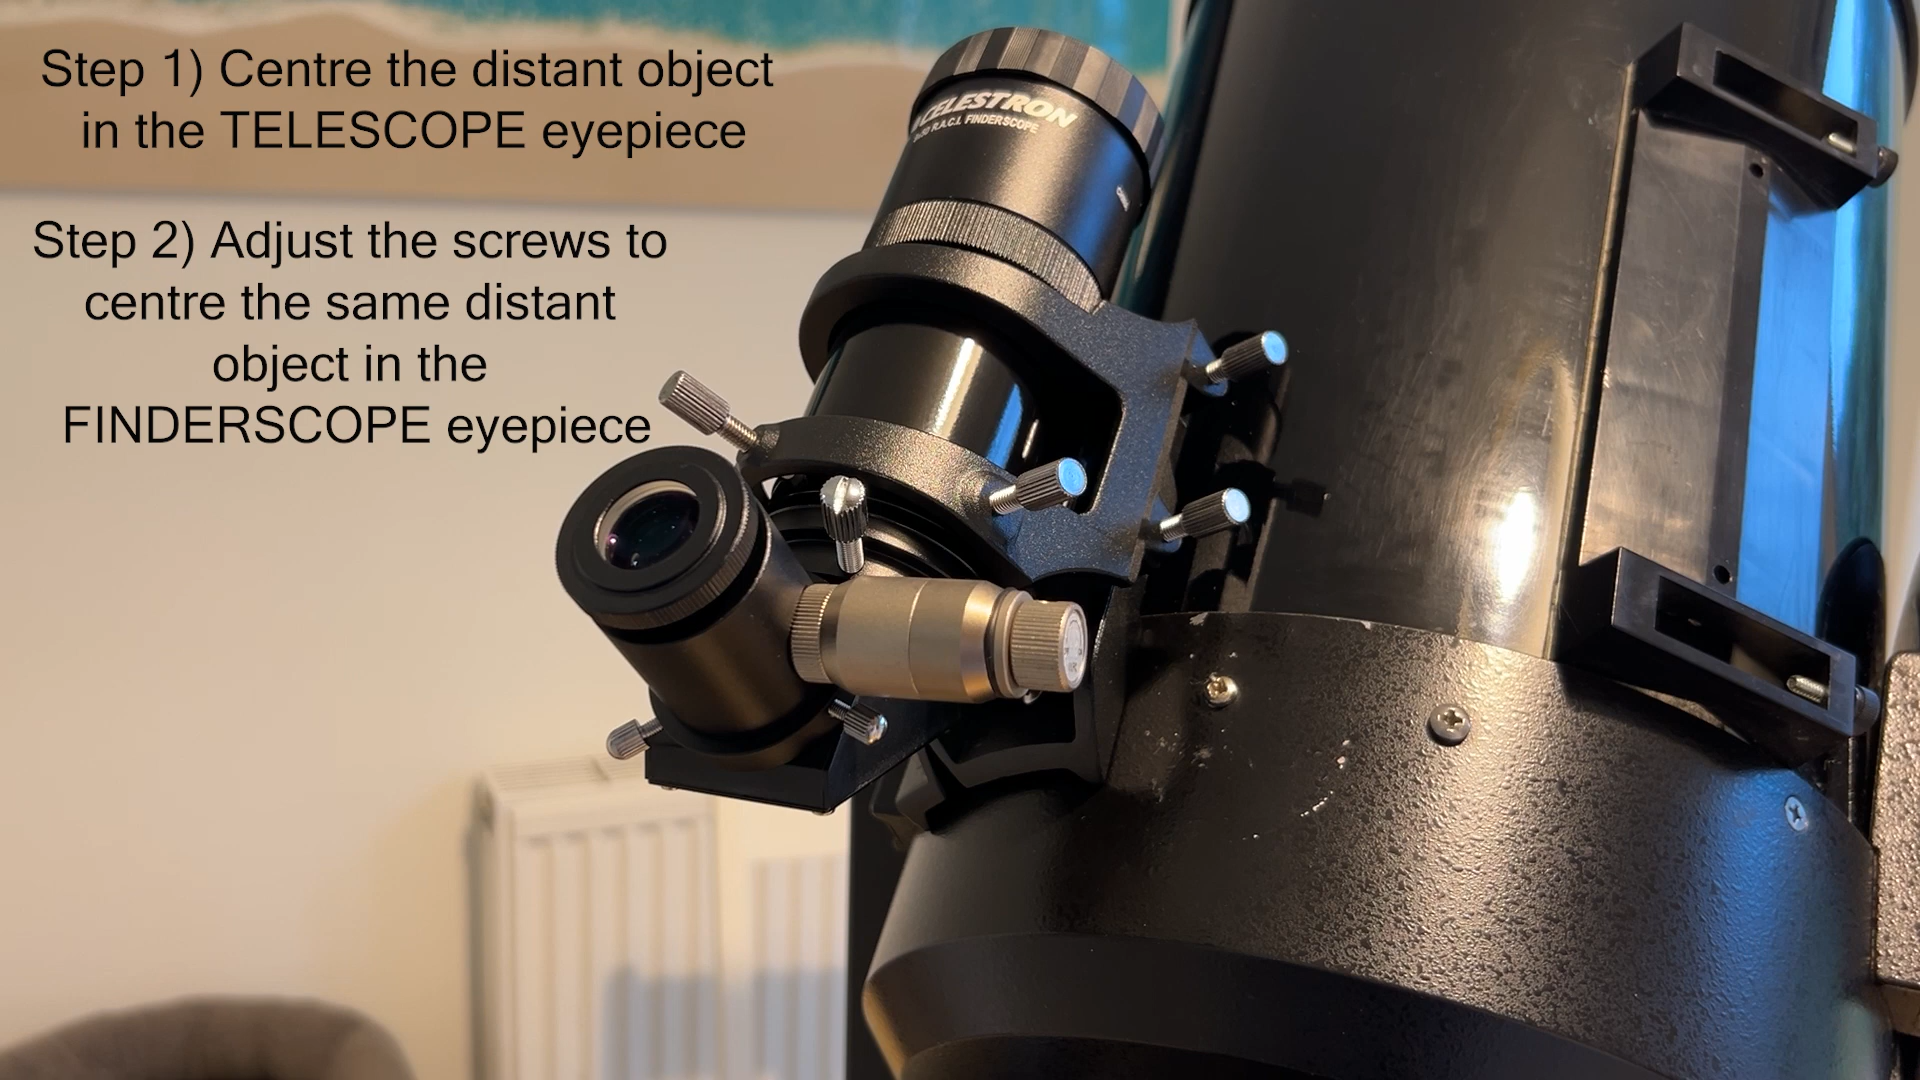 Step 1) Centre the distant object
in the TELESCOPE eyepiece
Step 2) Adjust the screws to
centre the same distant
object in the
FINDERSCOPE eyepiece
CELESTRON
R.A.C.I. FINDERSCOPE